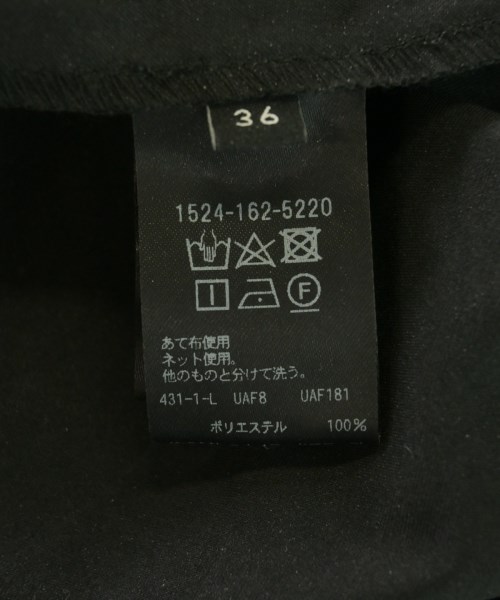 36
1524-162-5220
F
あて布使用
ネット使用。
他のものと分けて洗う。
431-1-L UAF8 UAF181
ポリエステル 100%